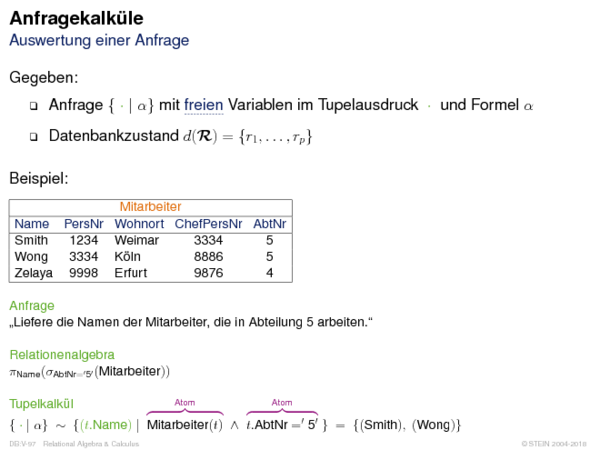 Anfragekalküle
Auswertung einer Anfrage
Gegeben:
❑ Anfrage { · | α} mit freien Variablen im Tupelausdruck · und Formel α
❑ Datenbankzustand d(𝓡) = {r₁, . . . , rₚ}
Beispiel:
Mitarbeiter
Name PersNr Wohnort ChefPersNr AbtNr
Smith 1234 Weimar 3334 5
Wong 3334 Köln 8886 5
Zelaya 9998 Erfurt 9876 4
Anfrage
„Liefere die Namen der Mitarbeiter, die in Abteilung 5 arbeiten.“
Relationenalgebra
π_Name(σ_AbtNr=′5′(Mitarbeiter))
Tupelkalkül
Atom Atom
{ · | α} ∼ {(t.Name) | Mitarbeiter(t) ∧ t.AbtNr =′ 5′ } = {(Smith), (Wong)}
DB:V-97 Relational Algebra & Calculus © STEIN 2004-2018